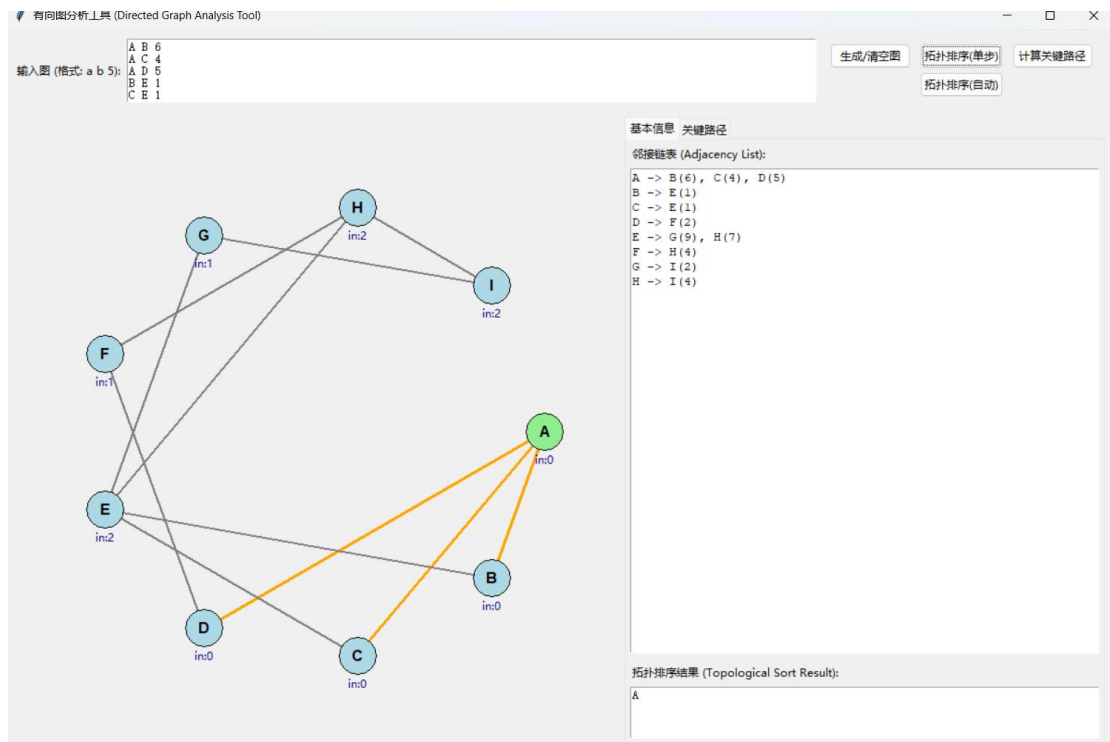 有向图分析工具 (Directed Graph Analysis Tool)
输入图 (格式: a b 5):
A B 6
A C 4
A D 5
B E 1
C E 1
生成/清空图
拓扑排序(单步)
计算关键路径
拓扑排序(自动)
基本信息
关键路径
邻接链表 (Adjacency List):
A -> B(6), C(4), D(5)
B -> E(1)
C -> E(1)
D -> F(2)
E -> G(9), H(7)
F -> H(4)
G -> I(2)
H -> I(4)
H
in:2
G
in:1
I
in:2
F
in:1
A
in:0
E
in:2
B
in:0
D
in:0
C
in:0
拓扑排序结果 (Topological Sort Result):
A